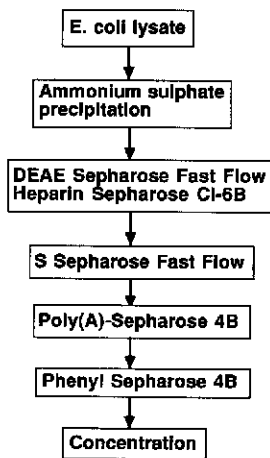 E. coli lysate
Ammonium sulphate
precipitation
DEAE Sepharose Fast Flow
Heparin Sepharose Cl-6B
S Sepharose Fast Flow
Poly(A)-Sepharose 4B
Phenyl Sepharose 4B
Concentration